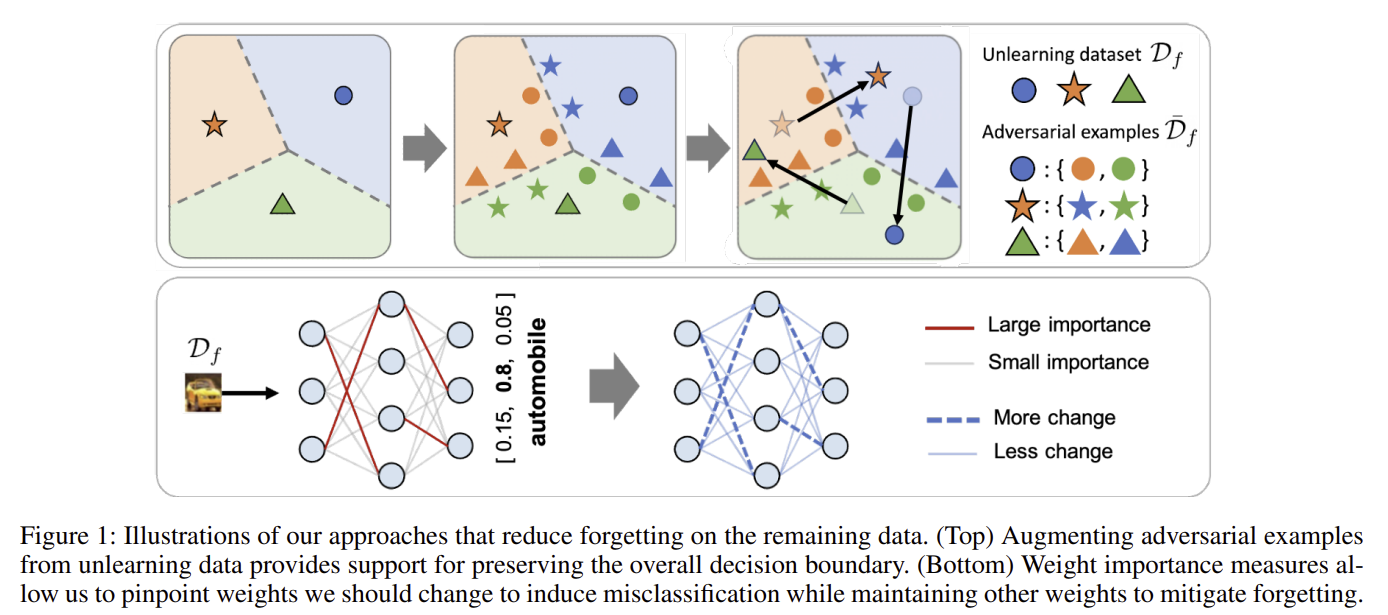 Unlearning dataset 𝒟f
Adversarial examples 𝒟̄f
: { , }
: { , }
: { , }
𝒟f
[ 0.15, 0.8, 0.05 ]
automobile
Large importance
Small importance
More change
Less change
Figure 1: Illustrations of our approaches that reduce forgetting on the remaining data. (Top) Augmenting adversarial examples
from unlearning data provides support for preserving the overall decision boundary. (Bottom) Weight importance measures al-
low us to pinpoint weights we should change to induce misclassification while maintaining other weights to mitigate forgetting.